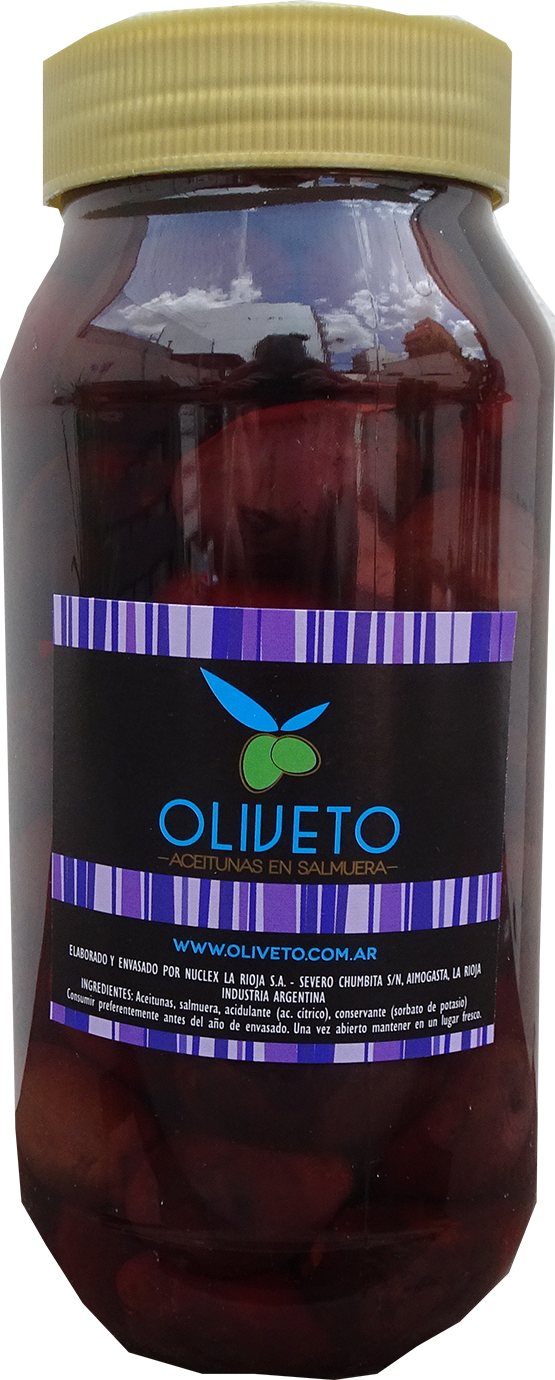 OLIVETO
-ACEITUNAS EN SALMUERA-
WWW.OLIVETO.COM.AR
ELABORADO Y ENVASADO POR NUCLEX LA RIOJA S.A. - SEVERO CHUMBITA S/N, AIMOGASTA, LA RIOJA
INDUSTRIA ARGENTINA
INGREDIENTES: Aceitunas, salmuera, acidulante (ac. cítrico), conservante (sorbato de potasio)
Consumir preferentemente antes del año de envasado. Una vez abierto mantener en un lugar fresco.